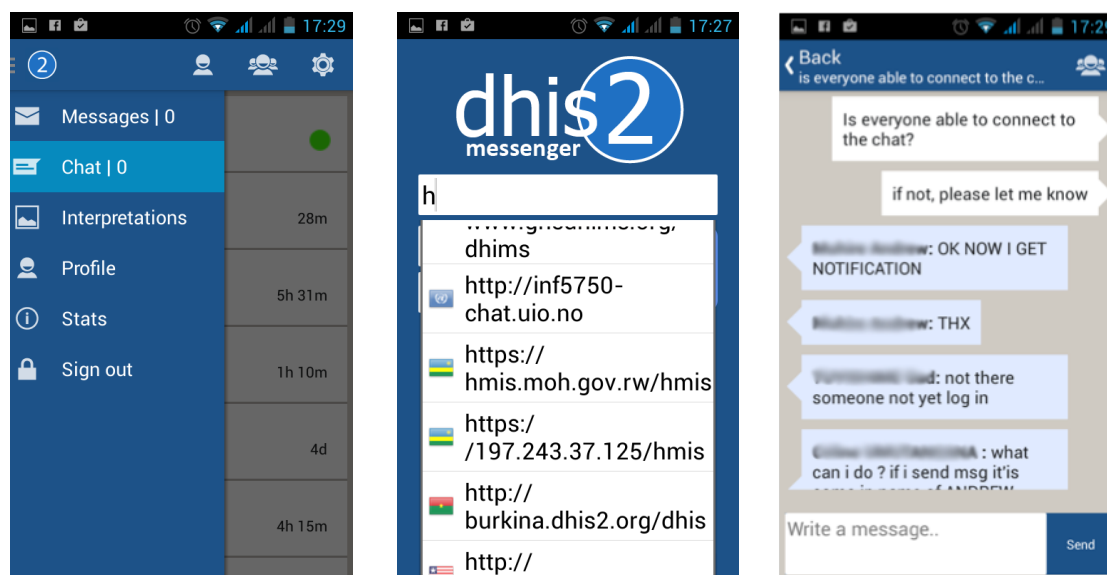 17:29
2
Messages | 0
Chat | 0
Interpretations
Profile
Stats
Sign out
28m
5h 31m
1h 10m
4d
4h 15m
17:27
dhis2
messenger
h
dhims
http://inf5750-
chat.uio.no
https://
hmis.moh.gov.rw/hmis
https:/
/197.243.37.125/hmis
http://
burkina.dhis2.org/dhis
http://
17:29
Back
is everyone able to connect to the c...
Is everyone able to connect to
the chat?
if not, please let me know
: OK NOW I GET
NOTIFICATION
: THX
: not there
someone not yet log in
: what
can i do ? if i send msg it'is
Write a message..
Send